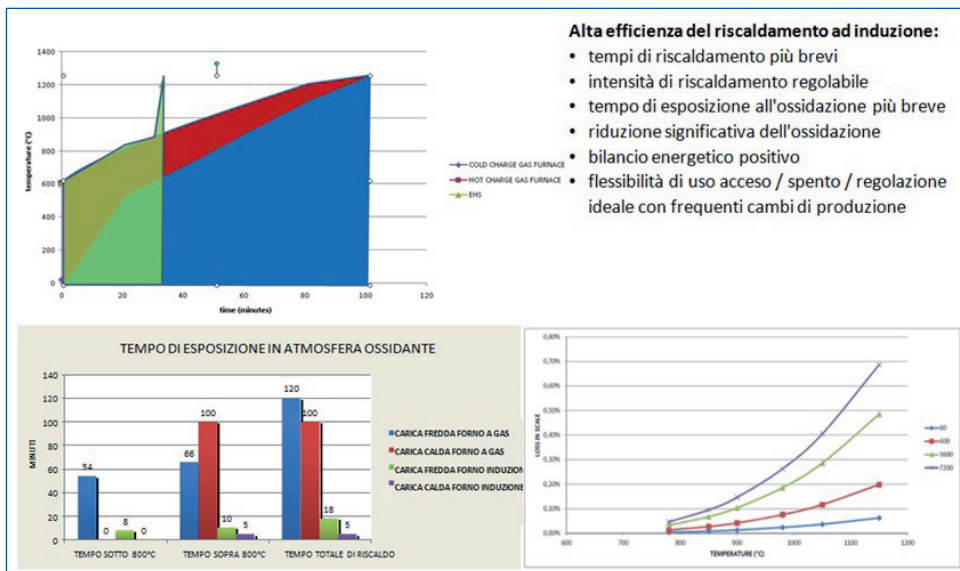 Alta efficienza del riscaldamento ad induzione:
• tempi di riscaldamento più brevi
• intensità di riscaldamento regolabile
• tempo di esposizione all'ossidazione più breve
• riduzione significativa dell'ossidazione
• bilancio energetico positivo
• flessibilità di uso acceso / spento / regolazione
ideale con frequenti cambi di produzione
1400
1200
1000
800
600
400
200
0
temperature (°C)
0 20 40 60 80 100 120
time (minutes)
COLD CHARGE GAS FURNACE
HOT CHARGE GAS FURNACE
EHS
TEMPO DI ESPOSIZIONE IN ATMOSFERA OSSIDANTE
140
120
100
80
60
40
20
0
MINUTI
54 0 8 0
66 100 10 5
120 100 18 5
TEMPO SOTTO 800°C TEMPO SOPRA 800°C TEMPO TOTALE DI RISCALDO
CARICA FREDDA FORNO A GAS
CARICA CALDA FORNO A GAS
CARICA FREDDA FORNO INDUZIONE
CARICA CALDA FORNO INDUZIONE
0,80%
0,70%
0,60%
0,50%
0,40%
0,30%
0,20%
0,10%
0,00%
LOSS IN SCALE
600 700 800 900 1000 1100 1200
TEMPERATURE (°C)
60
600
3600
7200